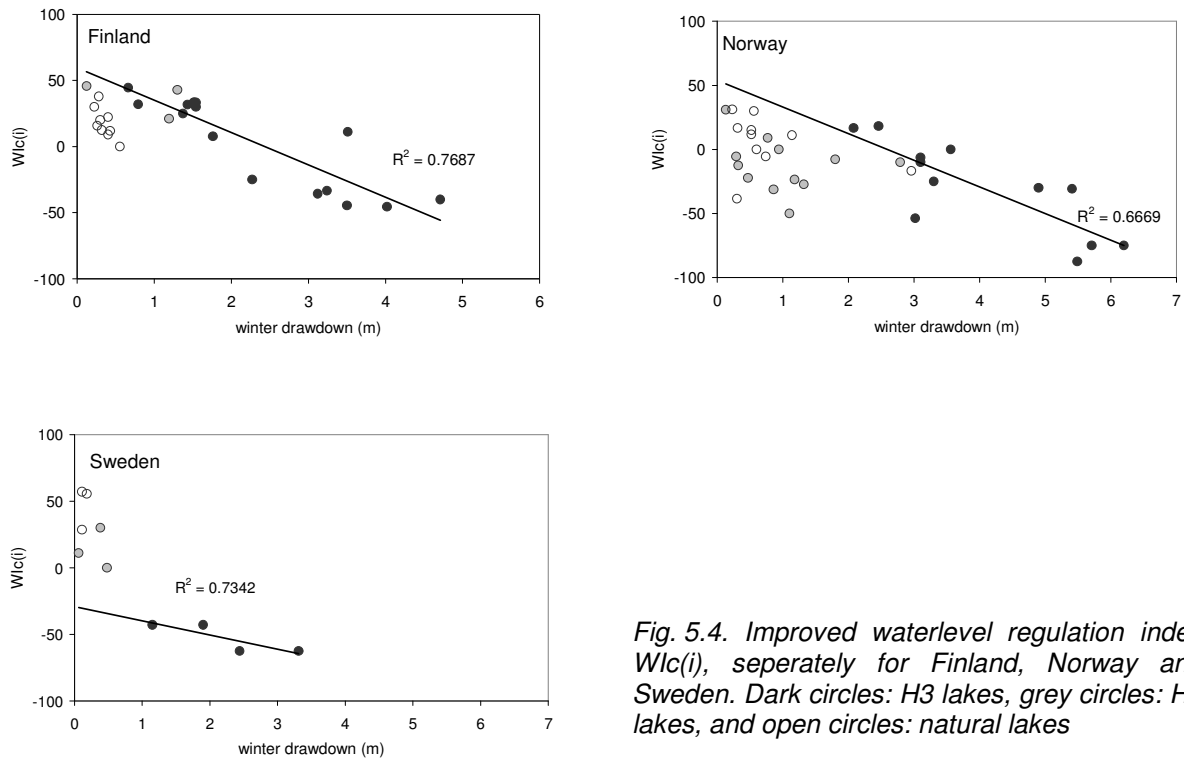 Finland
100
50
0
-50
-100
WIc(i)
R² = 0.7687
0 1 2 3 4 5 6
winter drawdown (m)
Norway
100
50
0
-50
-100
WIc(i)
R² = 0.6669
0 1 2 3 4 5 6 7
winter drawdown (m)
Sweden
100
50
0
-50
-100
WIc(i)
R² = 0.7342
0 1 2 3 4 5 6 7
winter drawdown (m)
Fig. 5.4. Improved waterlevel regulation inde
WIc(i), seperately for Finland, Norway an
Sweden. Dark circles: H3 lakes, grey circles: H
lakes, and open circles: natural lakes